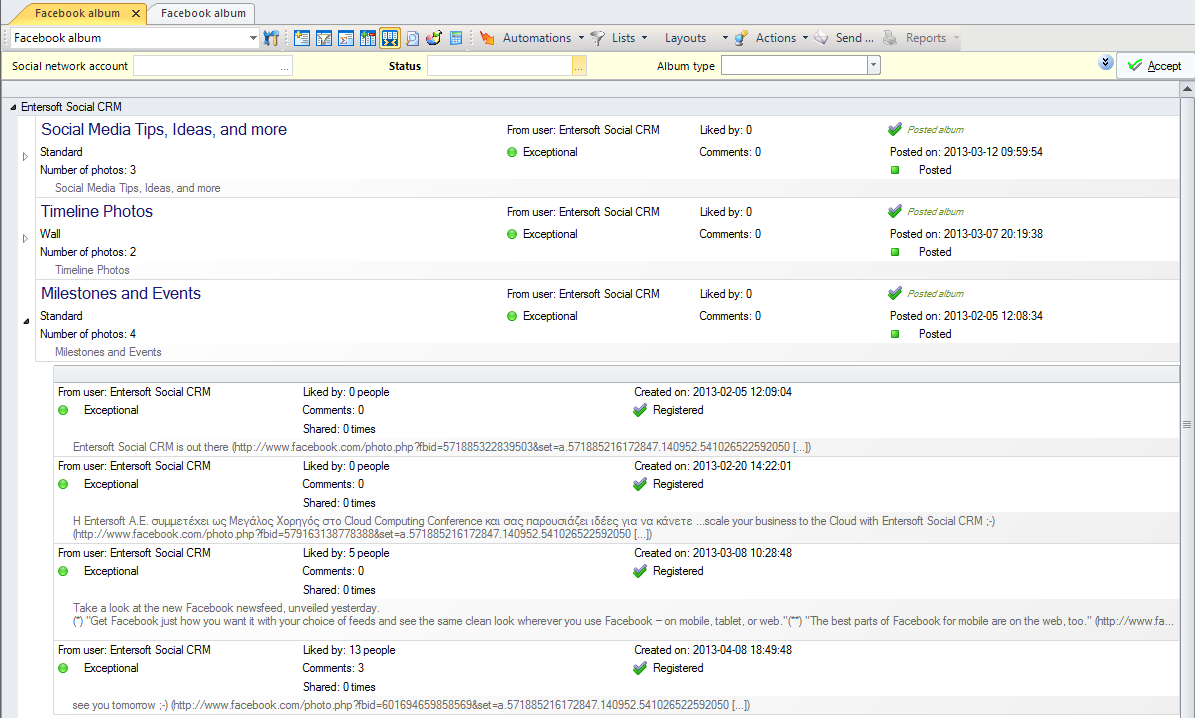 Facebook album Facebook album
Facebook album Automations Lists Layouts Actions Send ... Reports
Social network account ... Status ... Album type Accept
Entersoft Social CRM
Social Media Tips, Ideas, and more From user: Entersoft Social CRM Liked by: 0 Posted album
Standard Exceptional Comments: 0 Posted on: 2013-03-12 09:59:54
Number of photos: 3 Posted
Social Media Tips, Ideas, and more
Timeline Photos From user: Entersoft Social CRM Liked by: 0 Posted album
Wall Exceptional Comments: 0 Posted on: 2013-03-07 20:19:38
Number of photos: 2 Posted
Timeline Photos
Milestones and Events From user: Entersoft Social CRM Liked by: 0 Posted album
Standard Exceptional Comments: 0 Posted on: 2013-02-05 12:08:34
Number of photos: 4 Posted
Milestones and Events
From user: Entersoft Social CRM Liked by: 0 people Created on: 2013-02-05 12:09:04
Exceptional Comments: 0 Registered
Shared: 0 times
Entersoft Social CRM is out there (http://www.facebook.com/photo.php?fbid=571885322839503&set=a.571885216172847.140952.541026522592050 [...])
From user: Entersoft Social CRM Liked by: 0 people Created on: 2013-02-20 14:22:01
Exceptional Comments: 0 Registered
Shared: 0 times
Η Entersoft Α.Ε. συμμετέχει ως Μεγάλος Χορηγός στο Cloud Computing Conference και σας παρουσιάζει ιδέες για να κάνετε ...scale your business to the Cloud with Entersoft Social CRM ;-)
(http://www.facebook.com/photo.php?fbid=579163138778388&set=a.571885216172847.140952.541026522592050 [...])
From user: Entersoft Social CRM Liked by: 5 people Created on: 2013-03-08 10:28:48
Exceptional Comments: 0 Registered
Shared: 0 times
Take a look at the new Facebook newsfeed, unveiled yesterday.
(*) "Get Facebook just how you want it with your choice of feeds and see the same clean look wherever you use Facebook – on mobile, tablet, or web."(**) "The best parts of Facebook for mobile are on the web, too." (http://www.fa...
From user: Entersoft Social CRM Liked by: 13 people Created on: 2013-04-08 18:49:48
Exceptional Comments: 3 Registered
Shared: 0 times
see you tomorrow ;-) (http://www.facebook.com/photo.php?fbid=601694659858569&set=a.571885216172847.140952.541026522592050 [...])